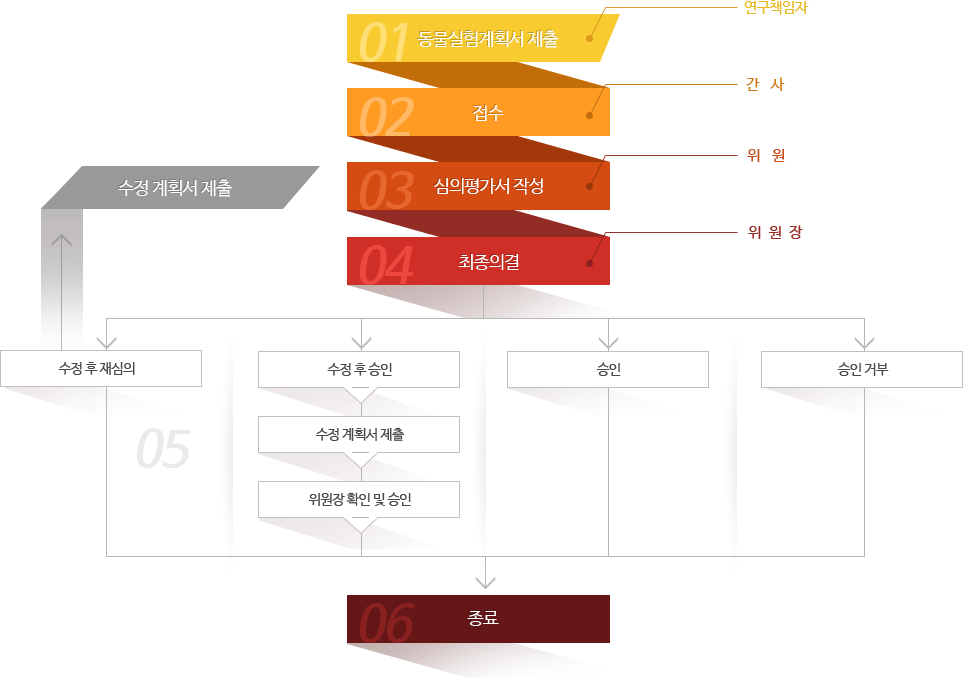 연구책임자
01 동물실험계획서 제출
간 사
02 접수
위 원
03 심의평가서 작성
수정 계획서 제출
위 원 장
04 최종의결
수정 후 재심의
수정 후 승인
승인
승인 거부
05
수정 계획서 제출
위원장 확인 및 승인
06 종료